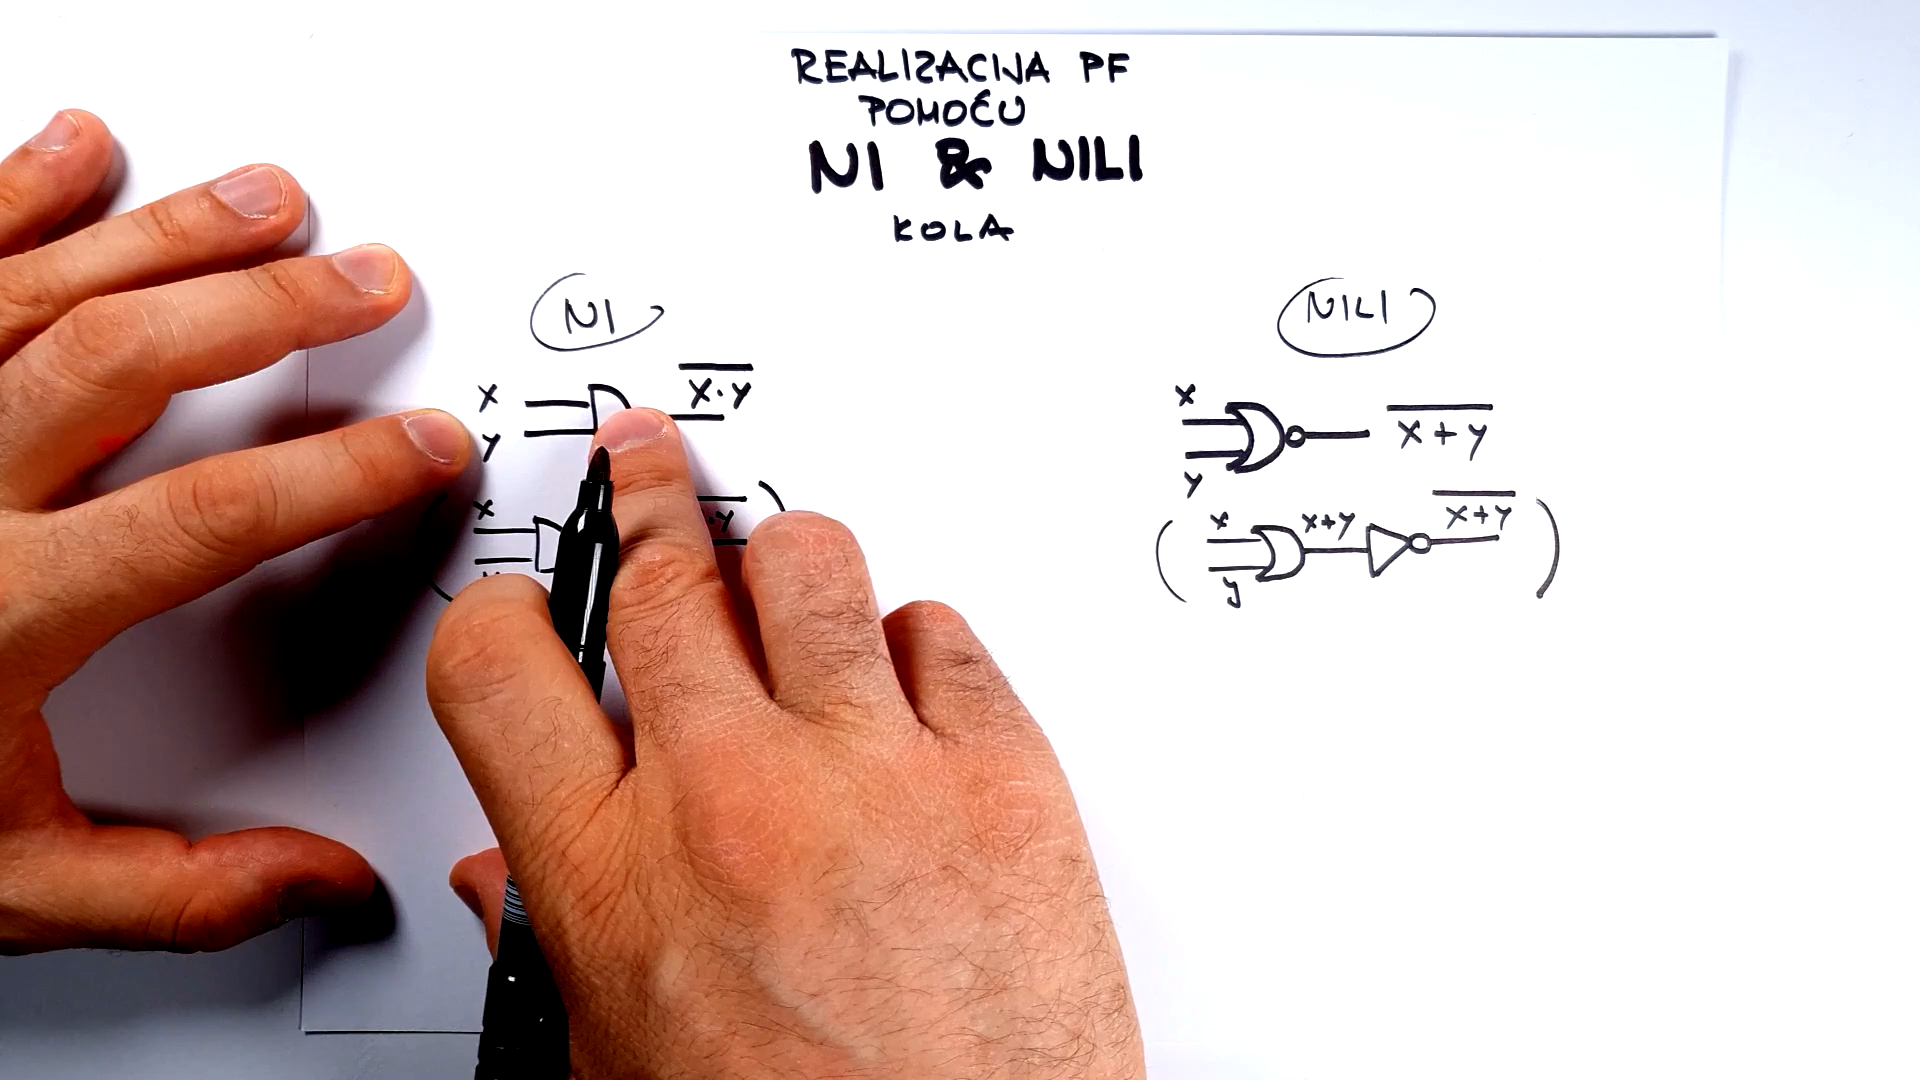 REALIZACIJA PF
POMOĆU
NI & NILI
KOLA
NI
X
Y
X̅·̅Y̅
X
·Y
NILI
X
Y
X̅+̅Y̅
X
y
X+Y
X̅+̅Y̅